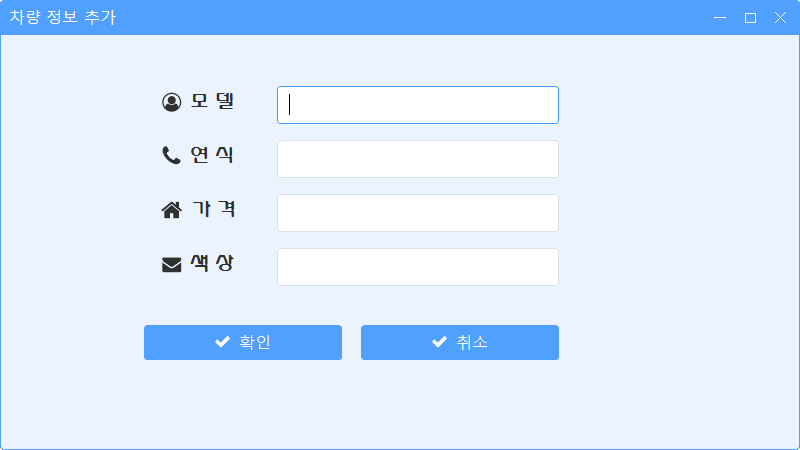 차량 정보 추가
모 델
연 식
가 격
색 상
확인 취소